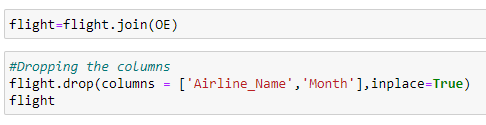 flight=flight.join(OE)
#Dropping the columns
flight.drop(columns = ['Airline_Name','Month'],inplace=True)
flight